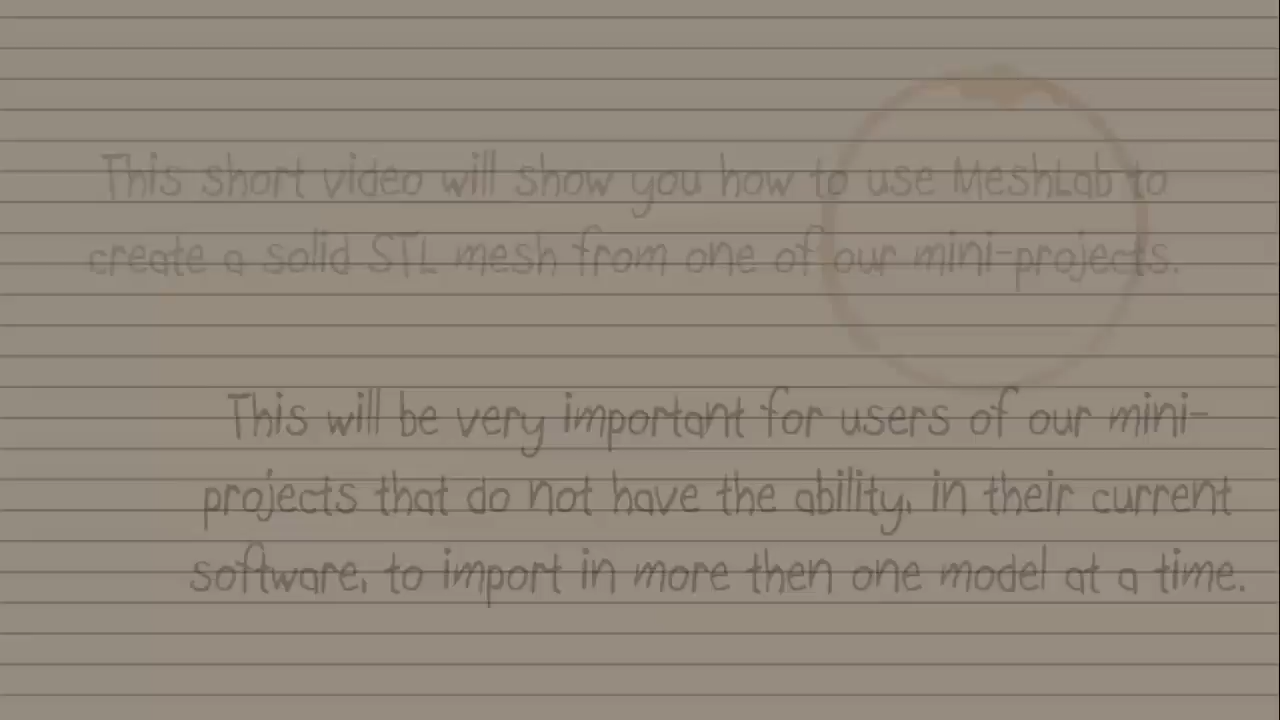 This short video will show you how to use MeshLab to
create a solid STL mesh from one of our mini-projects.
This will be very important for users of our mini-
projects that do not have the ability, in their current
software, to import in more then one model at a time.